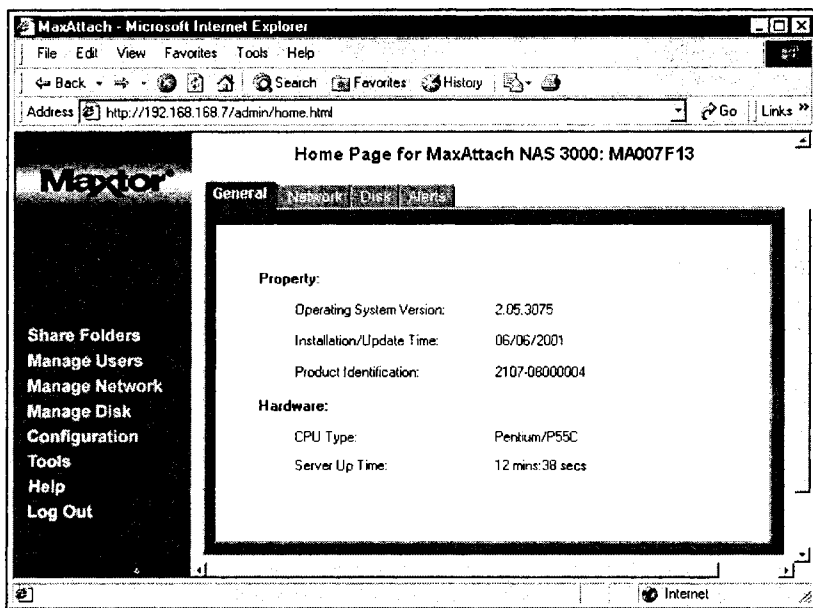 MaxAttach - Microsoft Internet Explorer
File Edit View Favorites Tools Help
Back Search Favorites History
Address http://192.168.168.7/admin/home.html Go Links »
Maxtor®
Home Page for MaxAttach NAS 3000: MA007F13
General Network Disk Alerts
Property:
Operating System Version: 2.05.3075
Installation/Update Time: 06/06/2001
Product Identification: 2107-08000004
Hardware:
CPU Type: Pentium/P55C
Server Up Time: 12 mins:38 secs
Share Folders
Manage Users
Manage Network
Manage Disk
Configuration
Tools
Help
Log Out
Internet